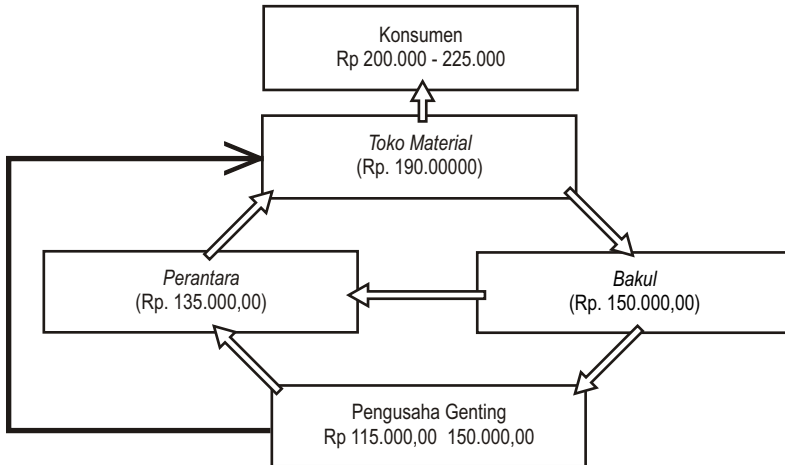 Konsumen
Rp 200.000 - 225.000
Toko Material
(Rp. 190.00000)
Perantara
(Rp. 135.000,00)
Bakul
(Rp. 150.000,00)
Pengusaha Genting
Rp 115.000,00  150.000,00